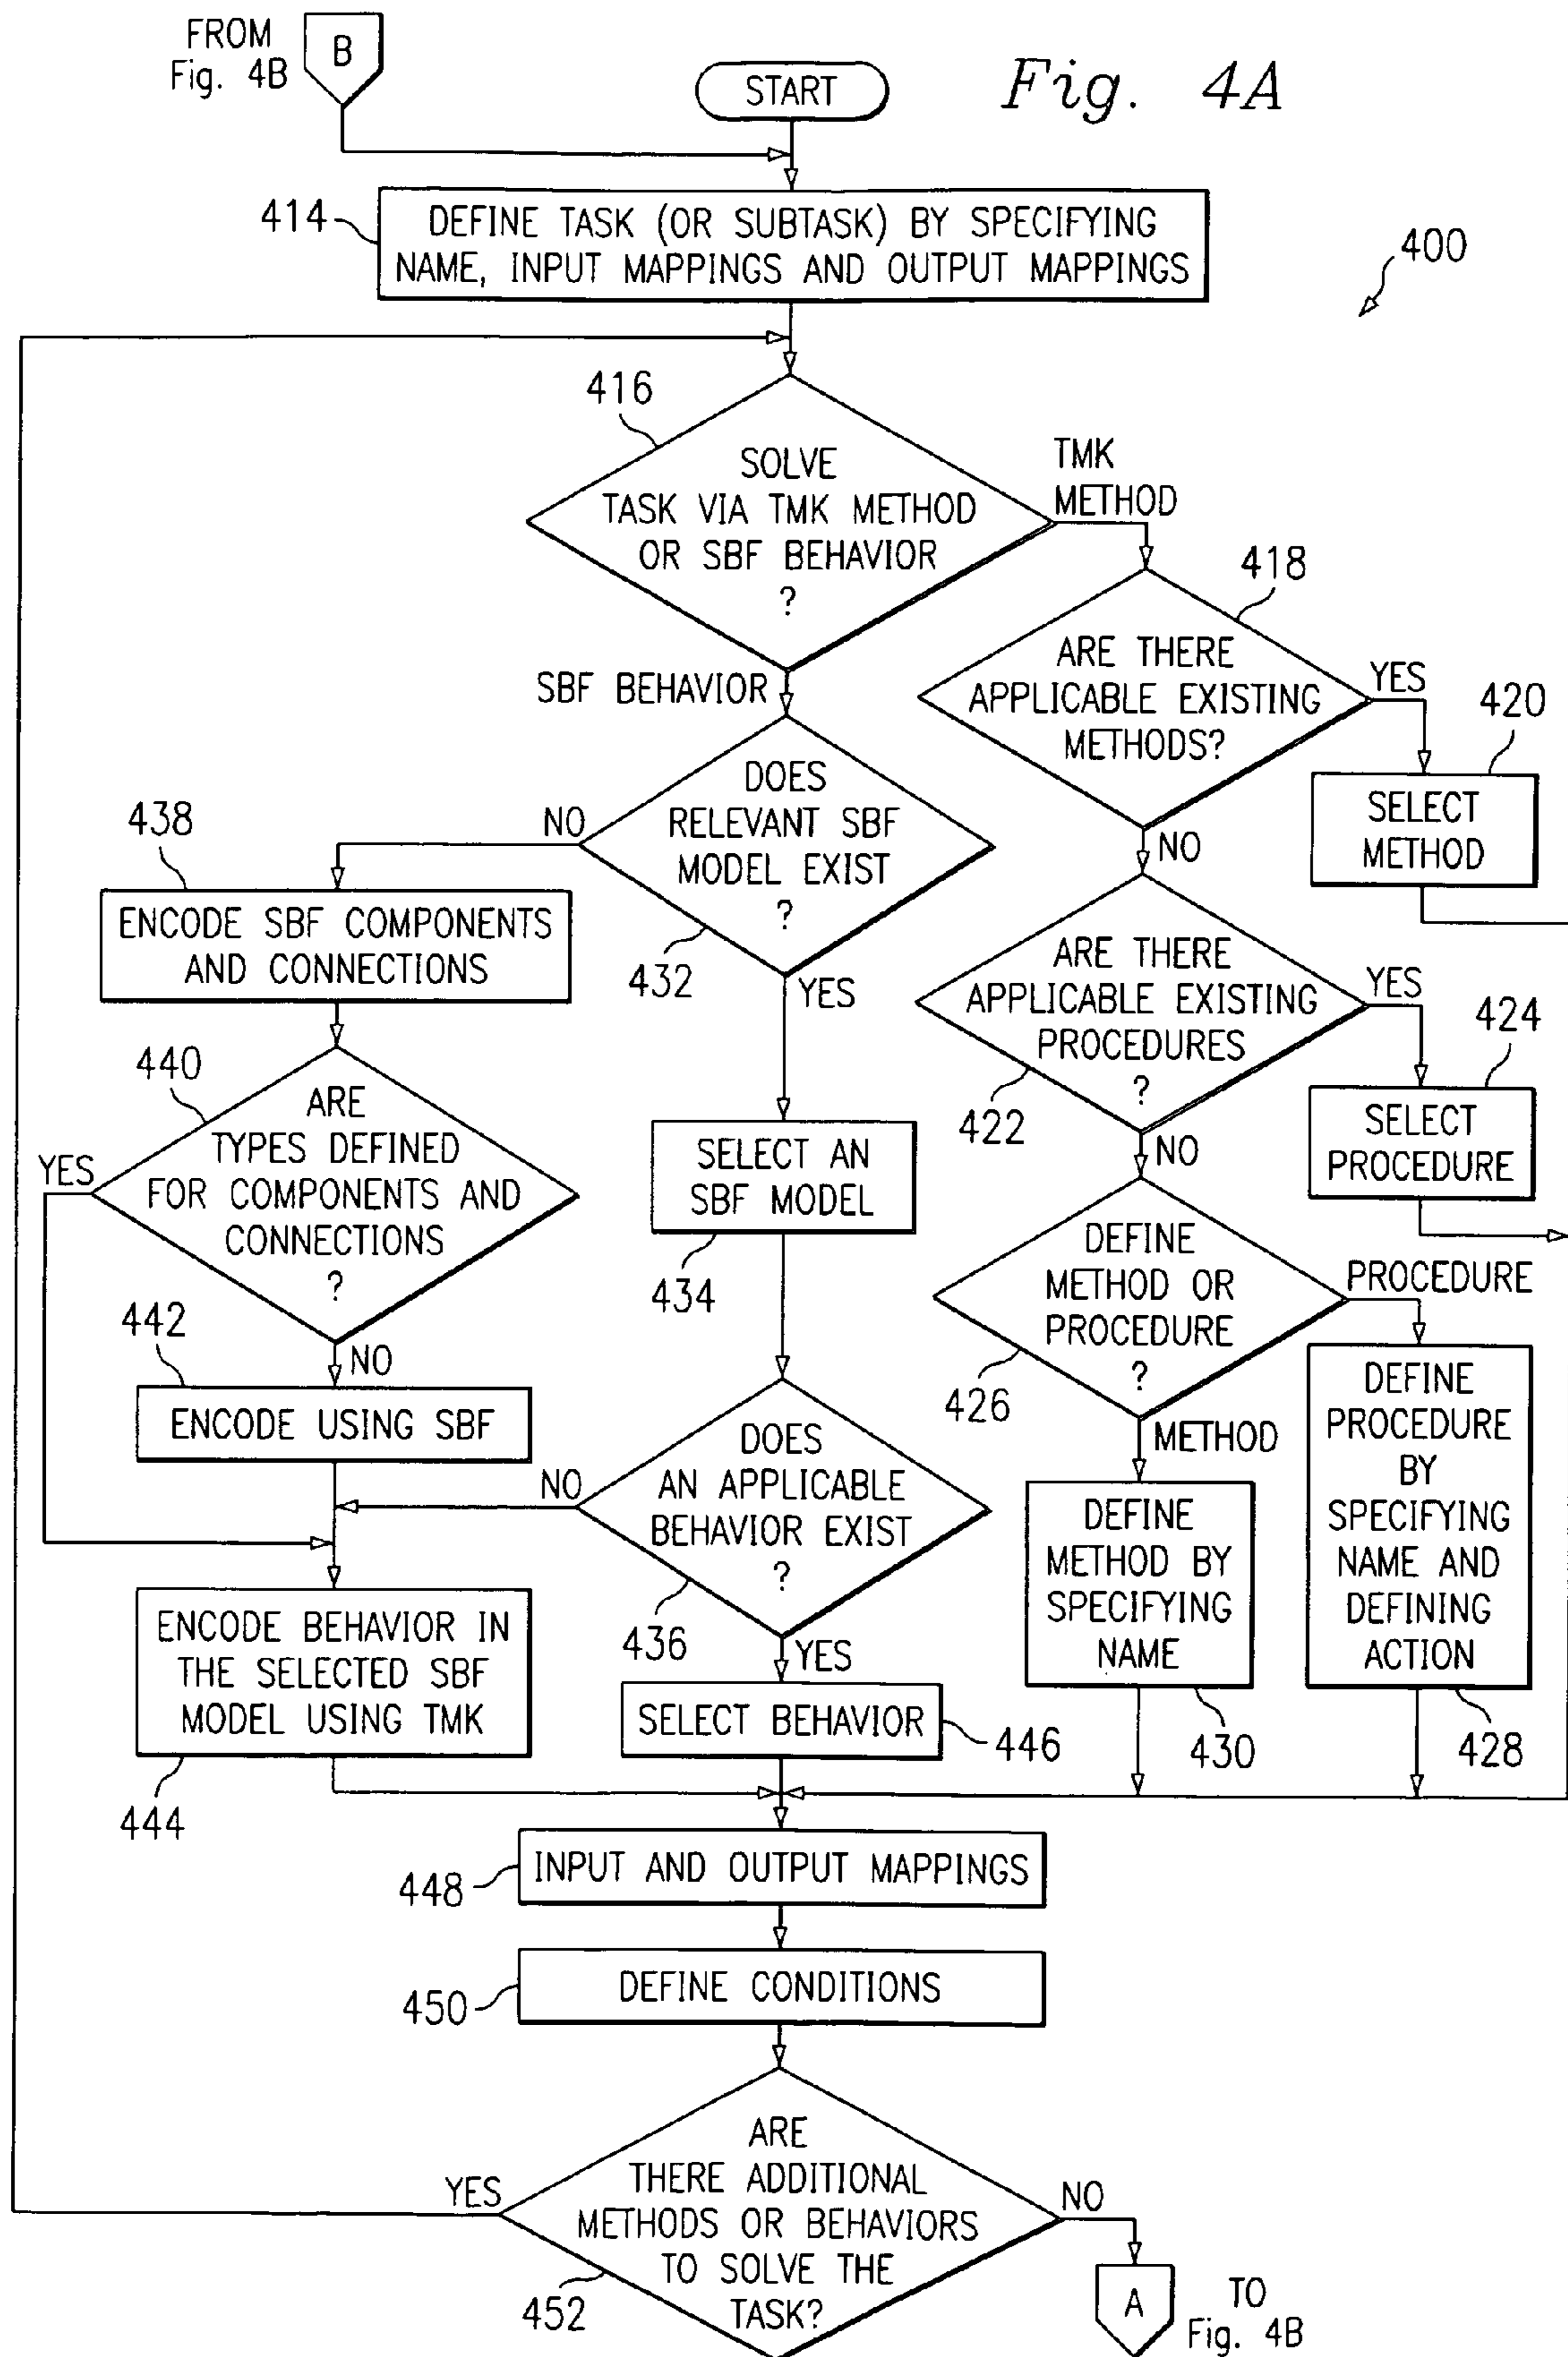 FROM
Fig. 4B
B
START
Fig. 4A
414
DEFINE TASK (OR SUBTASK) BY SPECIFYING
NAME, INPUT MAPPINGS AND OUTPUT MAPPINGS
400
416
SOLVE
TASK VIA TMK METHOD
OR SBF BEHAVIOR
?
TMK
METHOD
SBF BEHAVIOR
418
ARE THERE
APPLICABLE EXISTING
METHODS?
YES
420
SELECT
METHOD
NO
DOES
RELEVANT SBF
MODEL EXIST
?
432
NO
YES
438
ENCODE SBF COMPONENTS
AND CONNECTIONS
ARE THERE
APPLICABLE EXISTING
PROCEDURES
?
422
YES
424
SELECT
PROCEDURE
NO
440
ARE
TYPES DEFINED
FOR COMPONENTS AND
CONNECTIONS
?
YES
NO
SELECT AN
SBF MODEL
434
DEFINE
METHOD OR
PROCEDURE
?
426
PROCEDURE
METHOD
442
ENCODE USING SBF
DOES
AN APPLICABLE
BEHAVIOR EXIST
?
436
NO
YES
DEFINE
METHOD BY
SPECIFYING
NAME
430
DEFINE
PROCEDURE
BY
SPECIFYING
NAME AND
DEFINING
ACTION
428
ENCODE BEHAVIOR IN
THE SELECTED SBF
MODEL USING TMK
444
SELECT BEHAVIOR
446
INPUT AND OUTPUT MAPPINGS
448
DEFINE CONDITIONS
450
ARE
THERE ADDITIONAL
METHODS OR BEHAVIORS
TO SOLVE THE
TASK?
452
YES
NO
A
TO
Fig. 4B